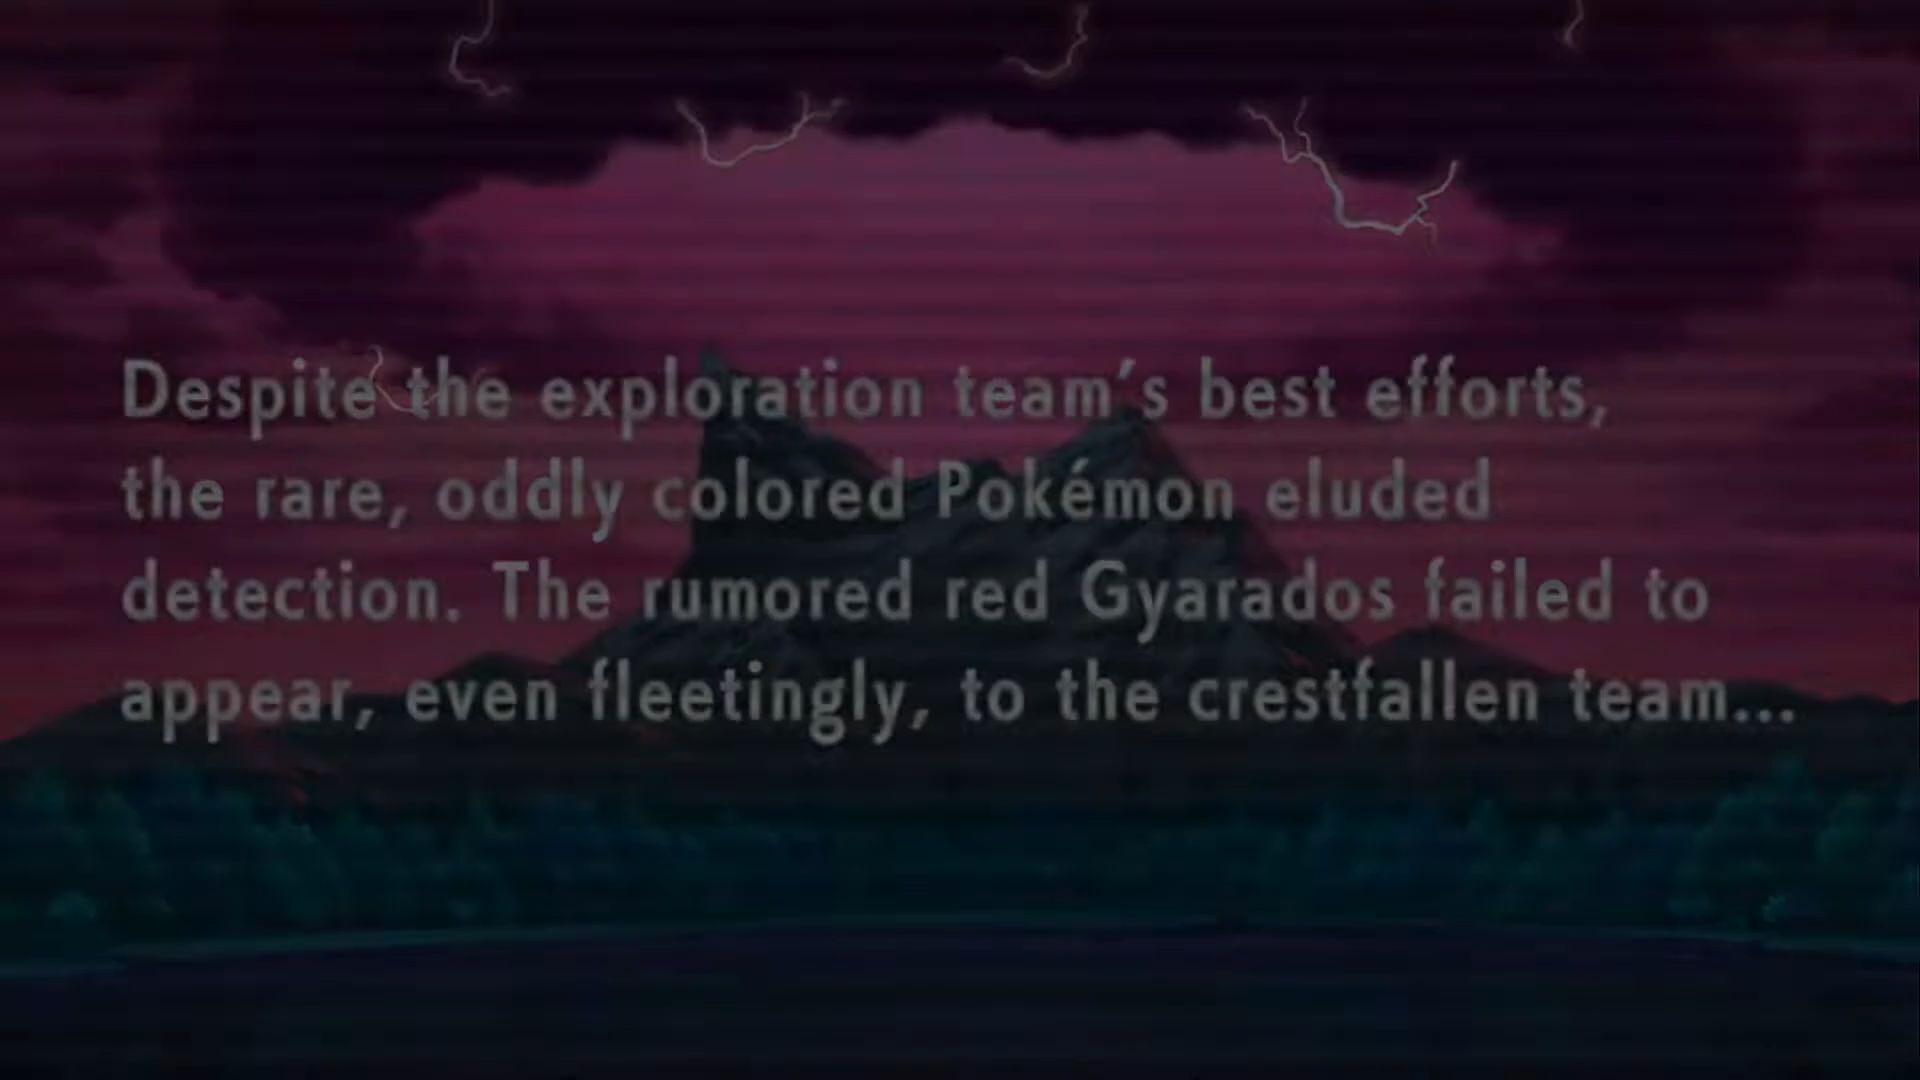 Despite the exploration team’s best efforts,
the rare, oddly colored Pokémon eluded
detection. The rumored red Gyarados failed to
appear, even fleetingly, to the crestfallen team...